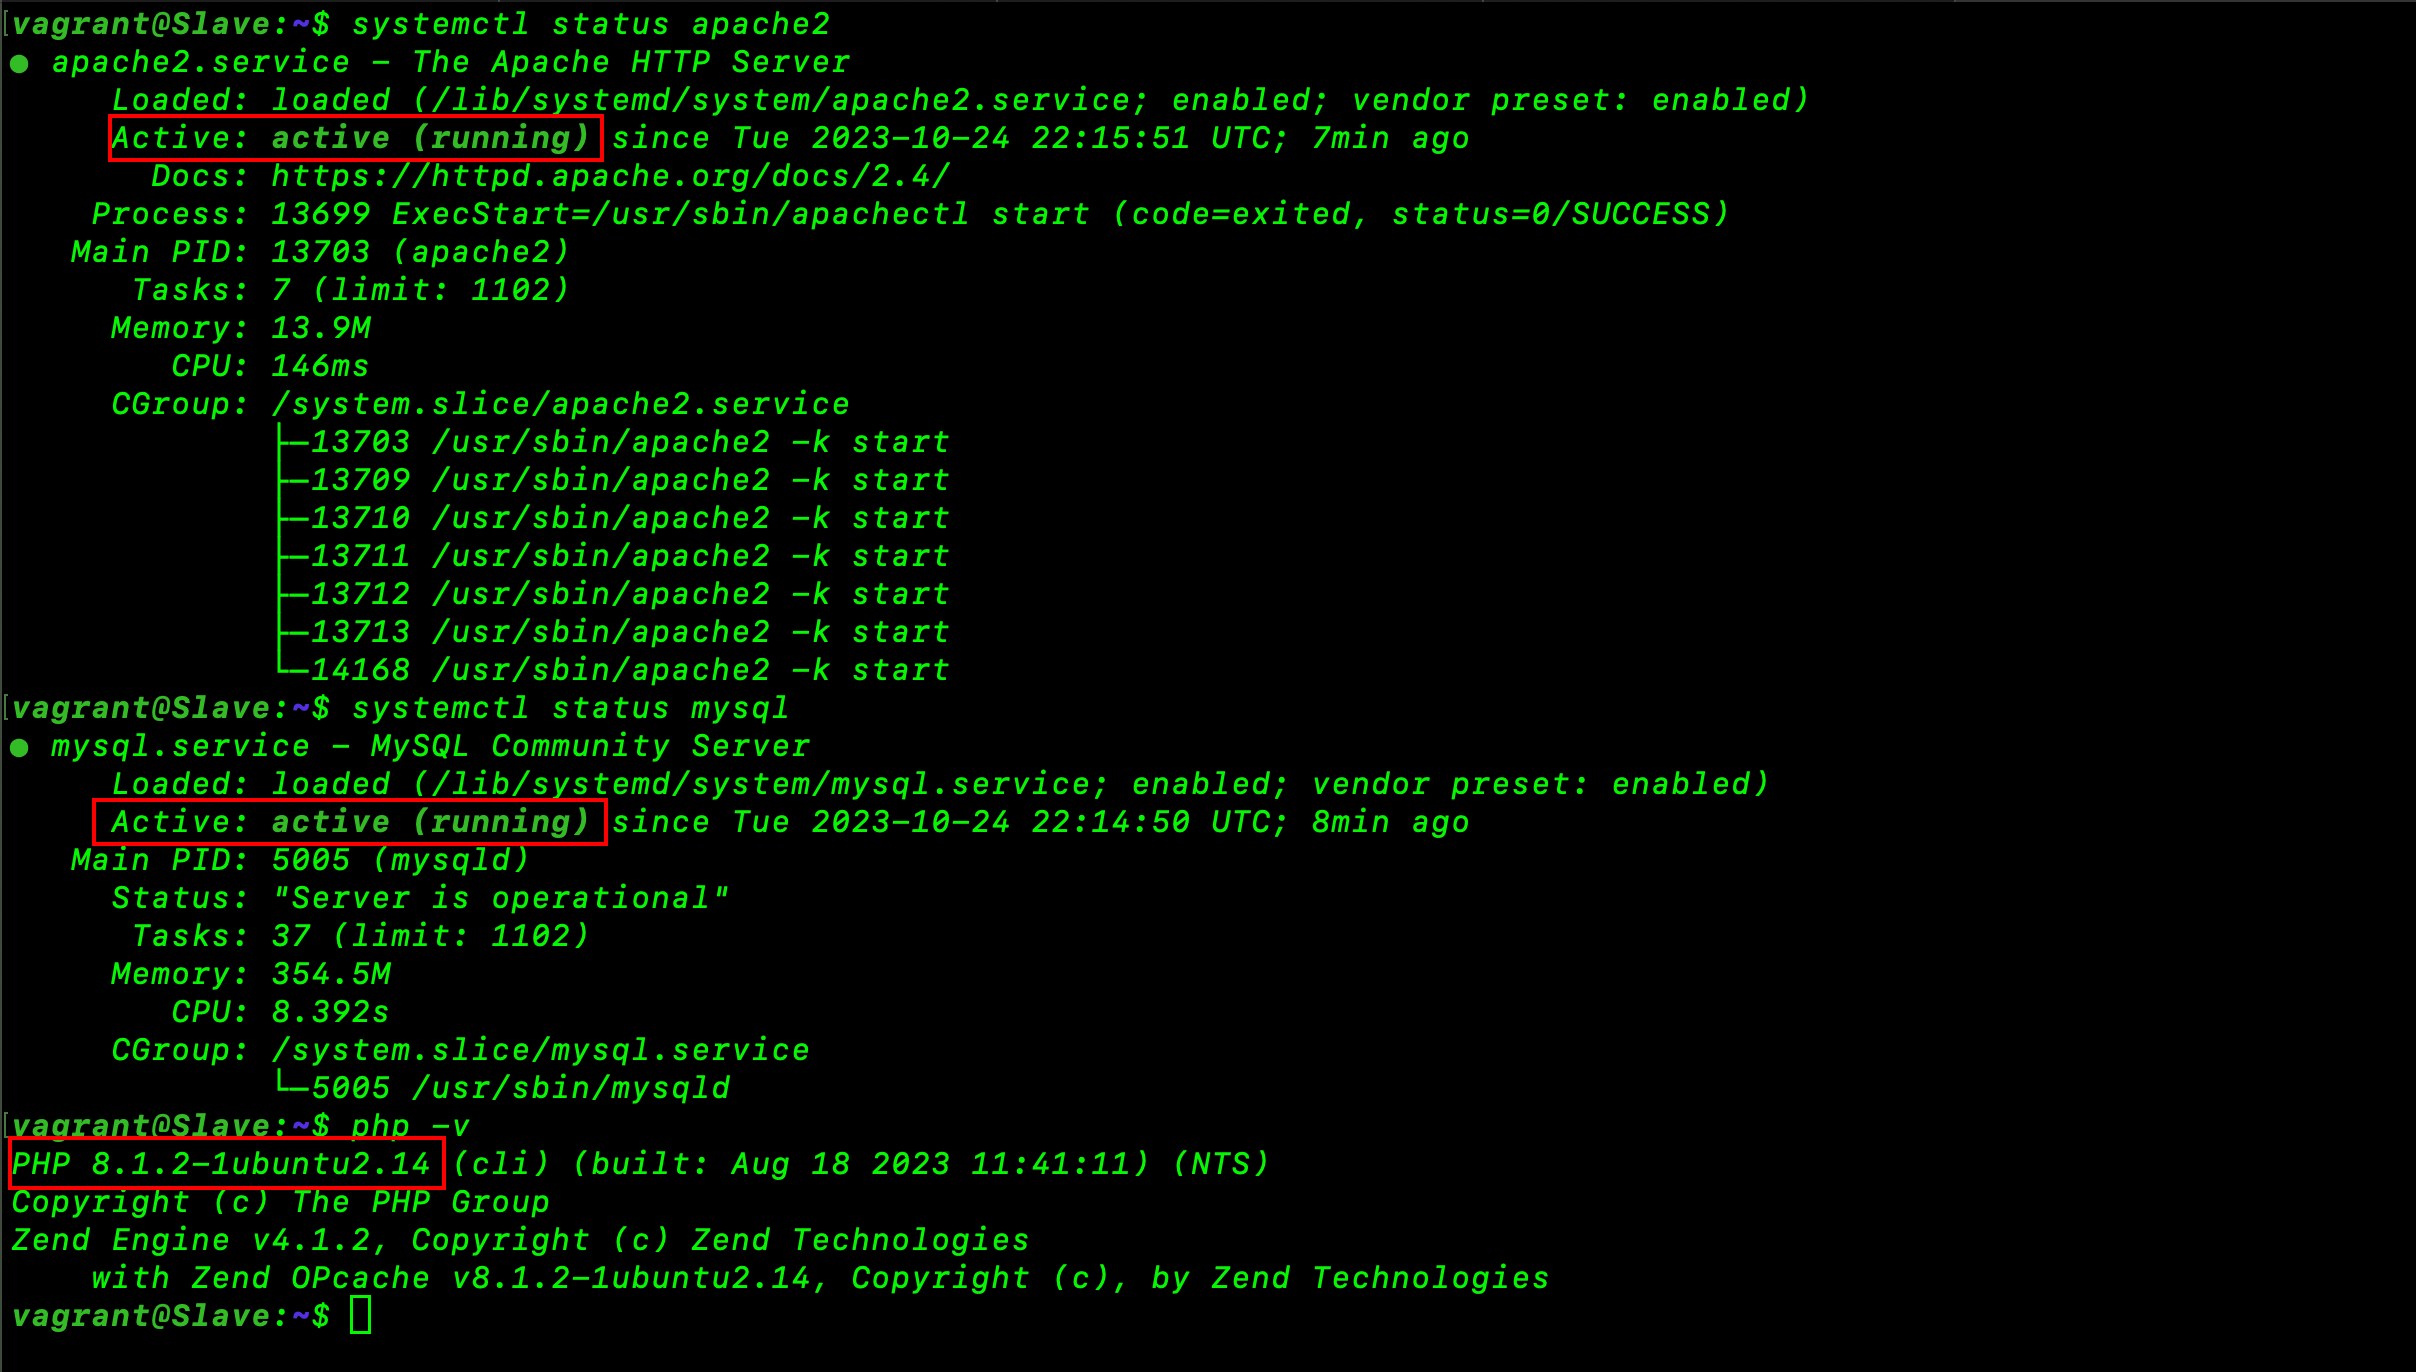 vagrant@Slave:~$ systemctl status apache2
● apache2.service – The Apache HTTP Server
     Loaded: loaded (/lib/systemd/system/apache2.service; enabled; vendor preset: enabled)
     Active: active (running) since Tue 2023-10-24 22:15:51 UTC; 7min ago
       Docs: https://httpd.apache.org/docs/2.4/
    Process: 13699 ExecStart=/usr/sbin/apachectl start (code=exited, status=0/SUCCESS)
   Main PID: 13703 (apache2)
      Tasks: 7 (limit: 1102)
     Memory: 13.9M
        CPU: 146ms
     CGroup: /system.slice/apache2.service
             ├─13703 /usr/sbin/apache2 -k start
             ├─13709 /usr/sbin/apache2 -k start
             ├─13710 /usr/sbin/apache2 -k start
             ├─13711 /usr/sbin/apache2 -k start
             ├─13712 /usr/sbin/apache2 -k start
             ├─13713 /usr/sbin/apache2 -k start
             └─14168 /usr/sbin/apache2 -k start
vagrant@Slave:~$ systemctl status mysql
● mysql.service – MySQL Community Server
     Loaded: loaded (/lib/systemd/system/mysql.service; enabled; vendor preset: enabled)
     Active: active (running) since Tue 2023-10-24 22:14:50 UTC; 8min ago
   Main PID: 5005 (mysqld)
     Status: "Server is operational"
      Tasks: 37 (limit: 1102)
     Memory: 354.5M
        CPU: 8.392s
     CGroup: /system.slice/mysql.service
             └─5005 /usr/sbin/mysqld
vagrant@Slave:~$ php -v
PHP 8.1.2-1ubuntu2.14 (cli) (built: Aug 18 2023 11:41:11) (NTS)
Copyright (c) The PHP Group
Zend Engine v4.1.2, Copyright (c) Zend Technologies
    with Zend OPcache v8.1.2-1ubuntu2.14, Copyright (c), by Zend Technologies
vagrant@Slave:~$